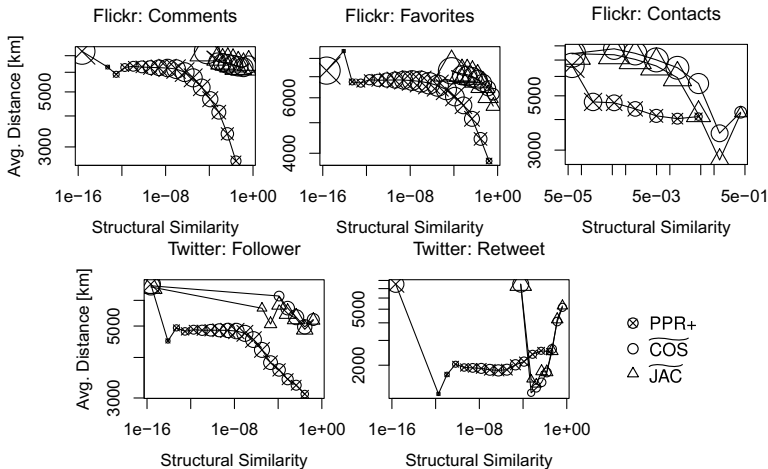 Flickr: Comments
Flickr: Favorites
Flickr: Contacts
Avg. Distance [km]
3000
5000
4000
6000
3000
5000
1e−16
1e−08
1e+00
1e−16
1e−08
1e+00
5e−05
5e−03
5e−01
Structural Similarity
Structural Similarity
Structural Similarity
Twitter: Follower
Twitter: Retweet
Avg. Distance [km]
3000
5000
2000
5000
PPR+
C͠O͠S͠
J͠A͠C͠
1e−16
1e−08
1e+00
1e−16
1e−08
1e+00
Structural Similarity
Structural Similarity